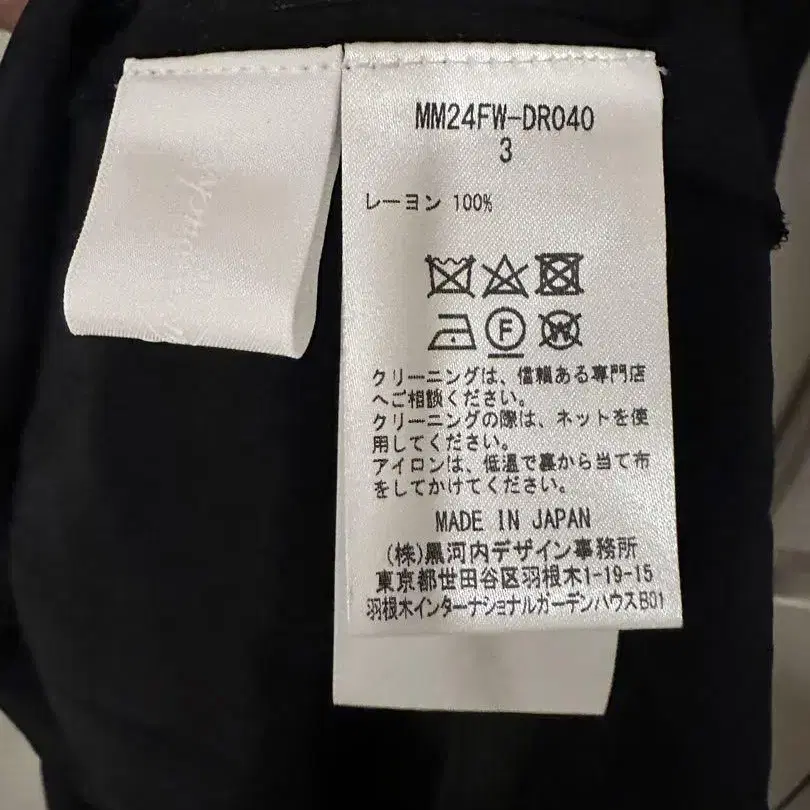 MM24FW-DR040
3
レーヨン 100%
F
W
クリーニングは、信頼ある専門店
へご相談ください。
クリーニングの際は、ネットを使
用してください。
アイロンは、低温で裏から当て布
をしてかけてください。
MADE IN JAPAN
(株)黒河内デザイン事務所
東京都世田谷区羽根木1-19-15
羽根木インターナショナルガーデンハウスB01